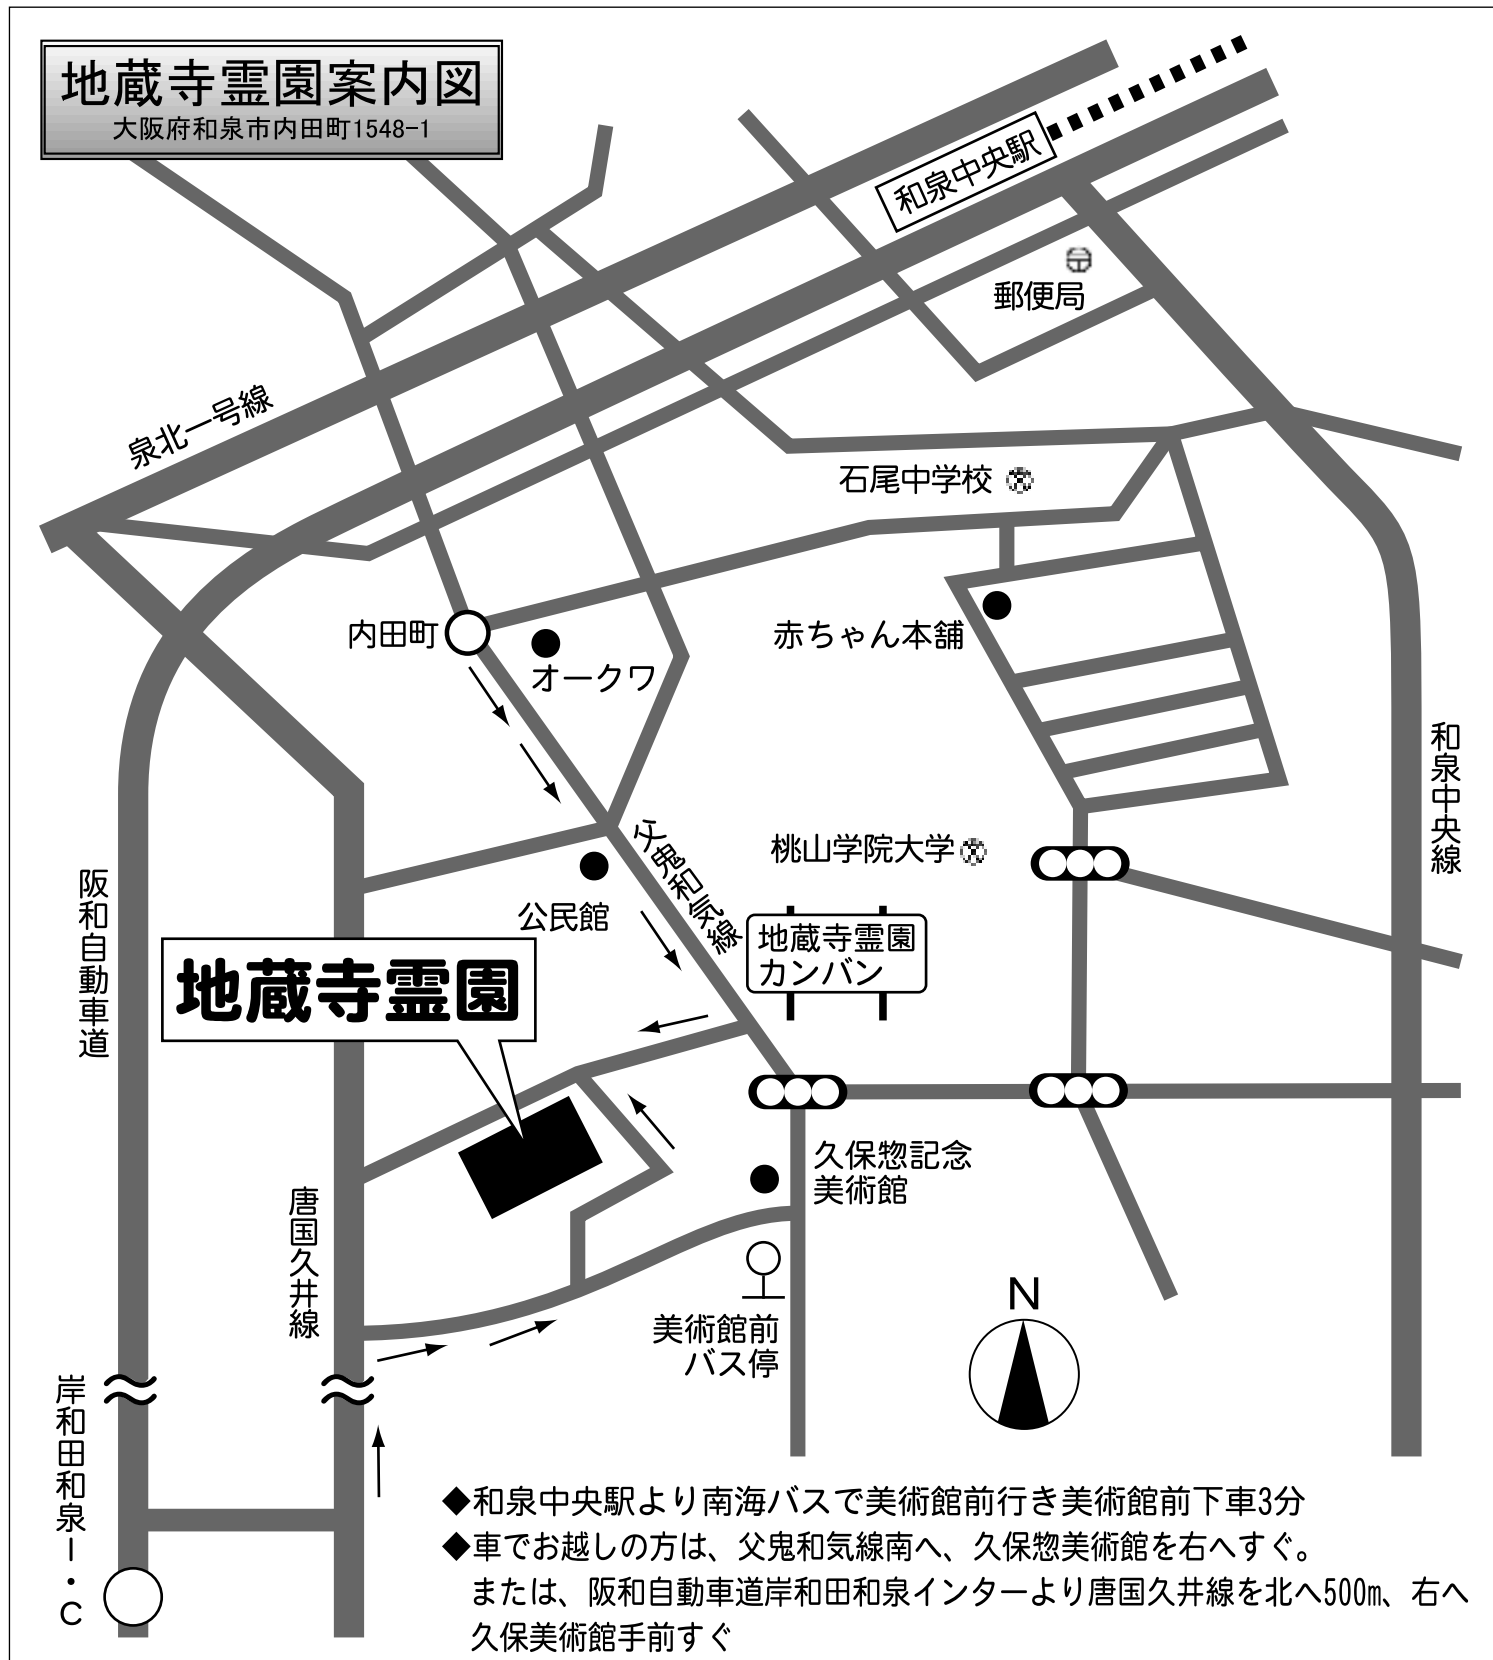 地蔵寺霊園案内図
大阪府和泉市内田町1548-1
和泉中央駅
郵便局
泉北一号線
石尾中学校
内田町
オークワ
赤ちゃん本舗
和泉中央線
父鬼和気線
桃山学院大学
阪和自動車道
公民館
地蔵寺霊園
カンバン
地蔵寺霊園
久保惣記念
美術館
唐国久井線
美術館前
バス停
N
岸和田和泉I・C
◆和泉中央駅より南海バスで美術館前行き美術館前下車3分
◆車でお越しの方は、父鬼和気線南へ、久保惣美術館を右へすぐ。
または、阪和自動車道岸和田和泉インターより唐国久井線を北へ500m、右へ
久保美術館手前すぐ